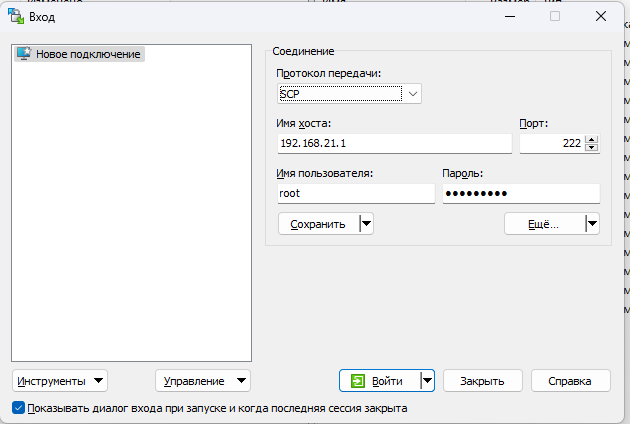 Вход
Новое подключение
Соединение
Протокол передачи:
SCP
Имя хоста:
Порт:
192.168.21.1
222
Имя пользователя:
Пароль:
root
●●●●●●●●●
Сохранить
Ещё...
Инструменты
Управление
Войти
Закрыть
Справка
Показывать диалог входа при запуске и когда последняя сессия закрыта